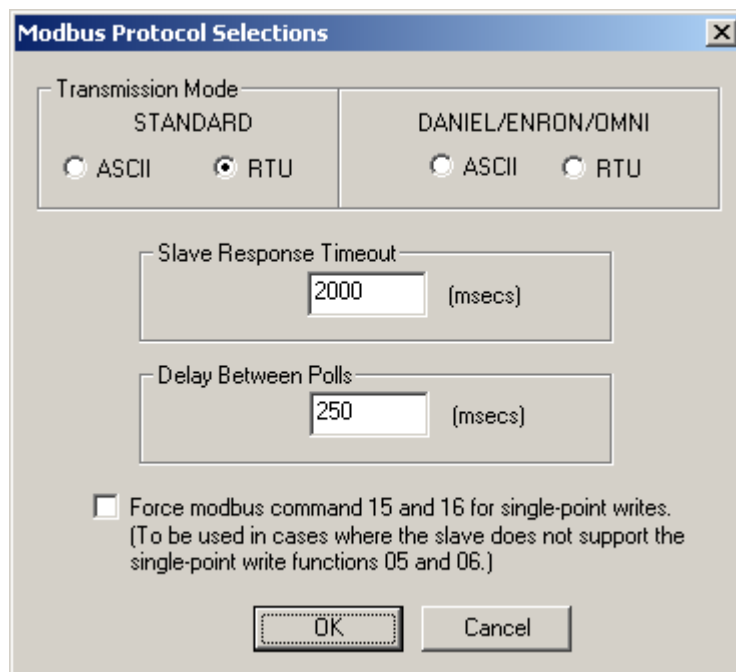 Modbus Protocol Selections
Transmission Mode
STANDARD
ASCII RTU
DANIEL/ENRON/OMNI
ASCII RTU
Slave Response Timeout
2000 (msecs)
Delay Between Polls
250 (msecs)
Force modbus command 15 and 16 for single-point writes.
(To be used in cases where the slave does not support the
single-point write functions 05 and 06.)
OK Cancel